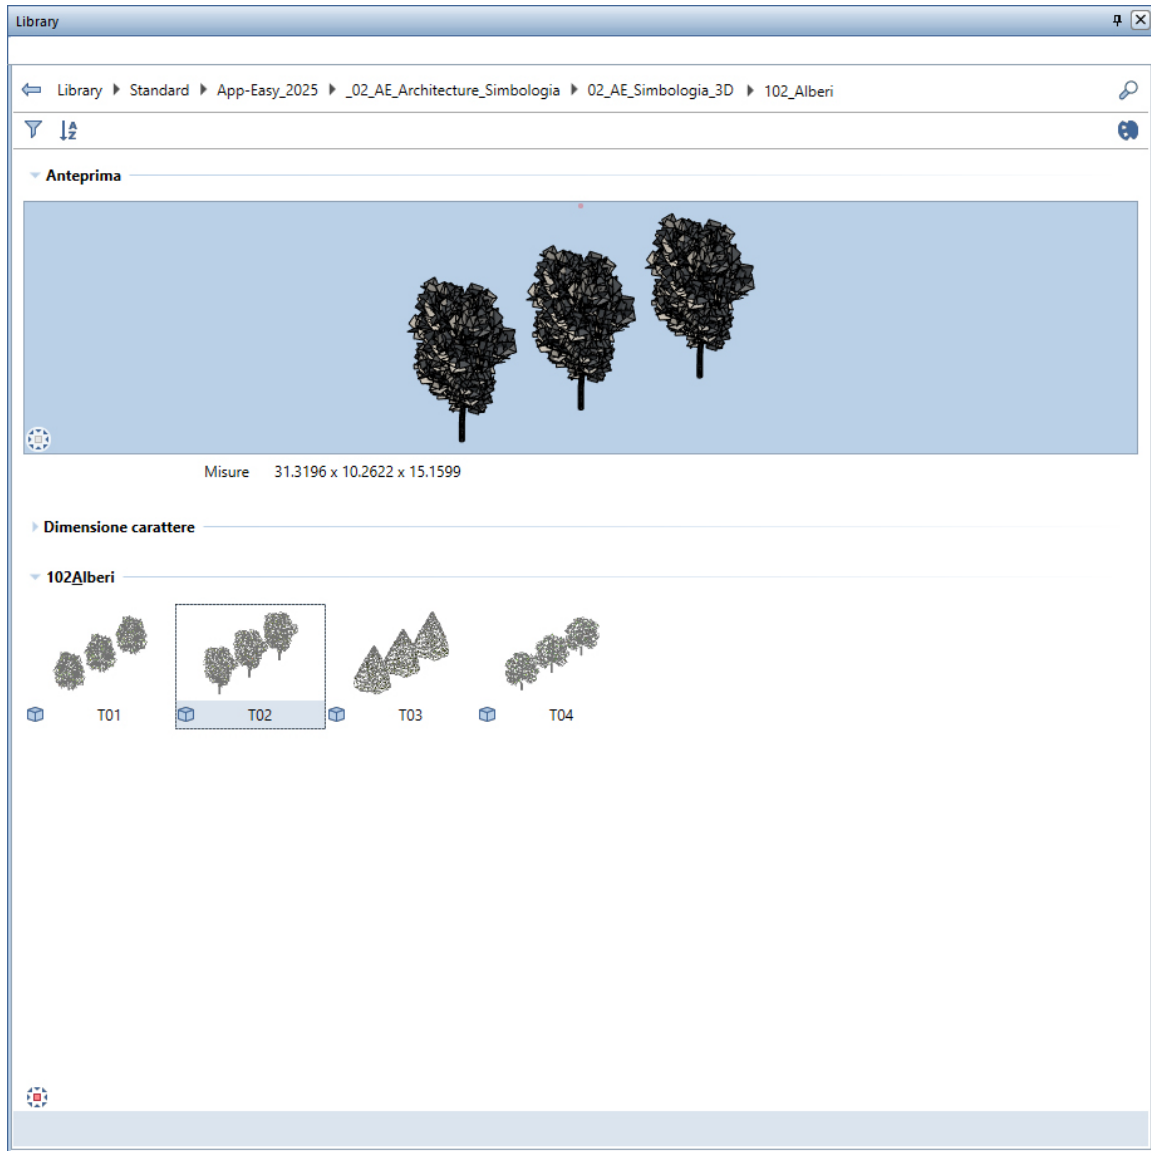 Library
Library Standard App-Easy_2025 _02_AE_Architecture_Simbologia 02_AE_Simbologia_3D 102_Alberi
Anteprima
Misure 31.3196 x 10.2622 x 15.1599
Dimensione carattere
102Alberi
T01 T02 T03 T04